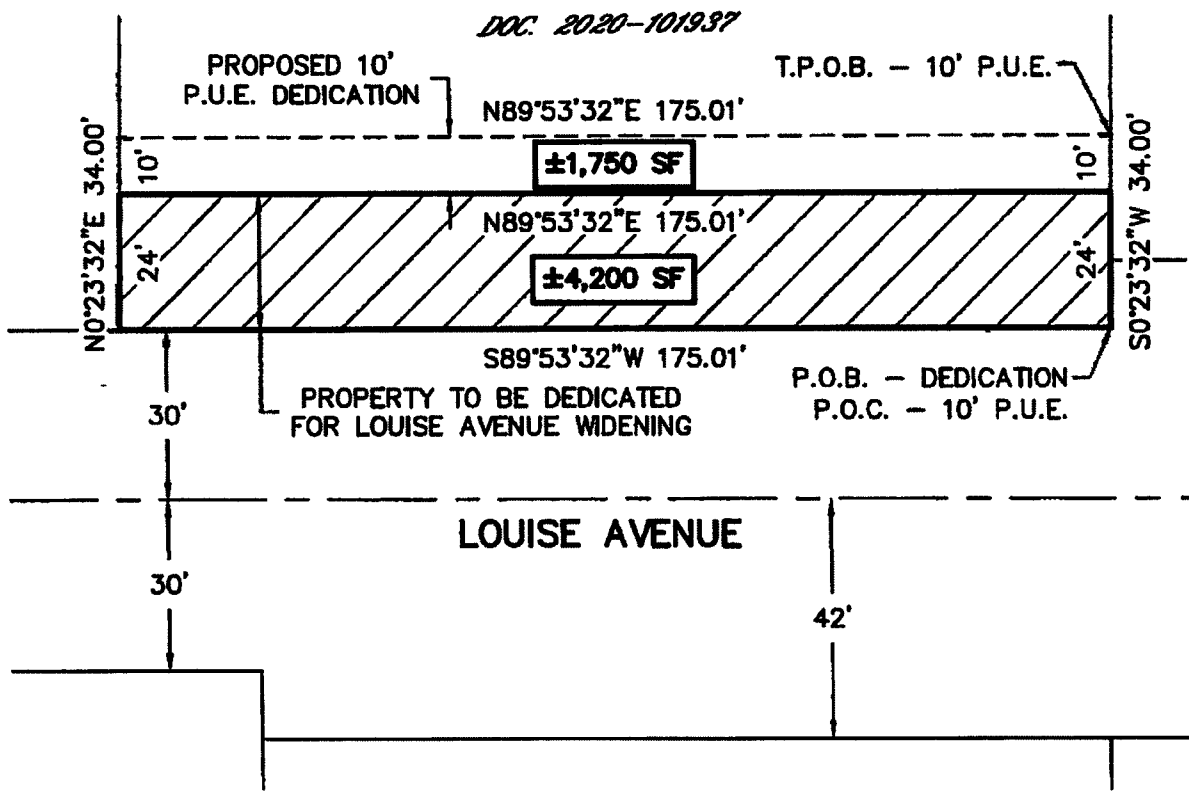 DOC. 2020-101937
PROPOSED 10'
P.U.E. DEDICATION
T.P.O.B. - 10' P.U.E.
N89°53'32"E 175.01'
±1,750 SF
10'
10'
N0°23'32"E 34.00'
S0°23'32"W 34.00'
N89°53'32"E 175.01'
24'
24'
±4,200 SF
S89°53'32"W 175.01'
P.O.B. - DEDICATION
P.O.C. - 10' P.U.E.
PROPERTY TO BE DEDICATED
FOR LOUISE AVENUE WIDENING
30'
LOUISE AVENUE
30'
42'